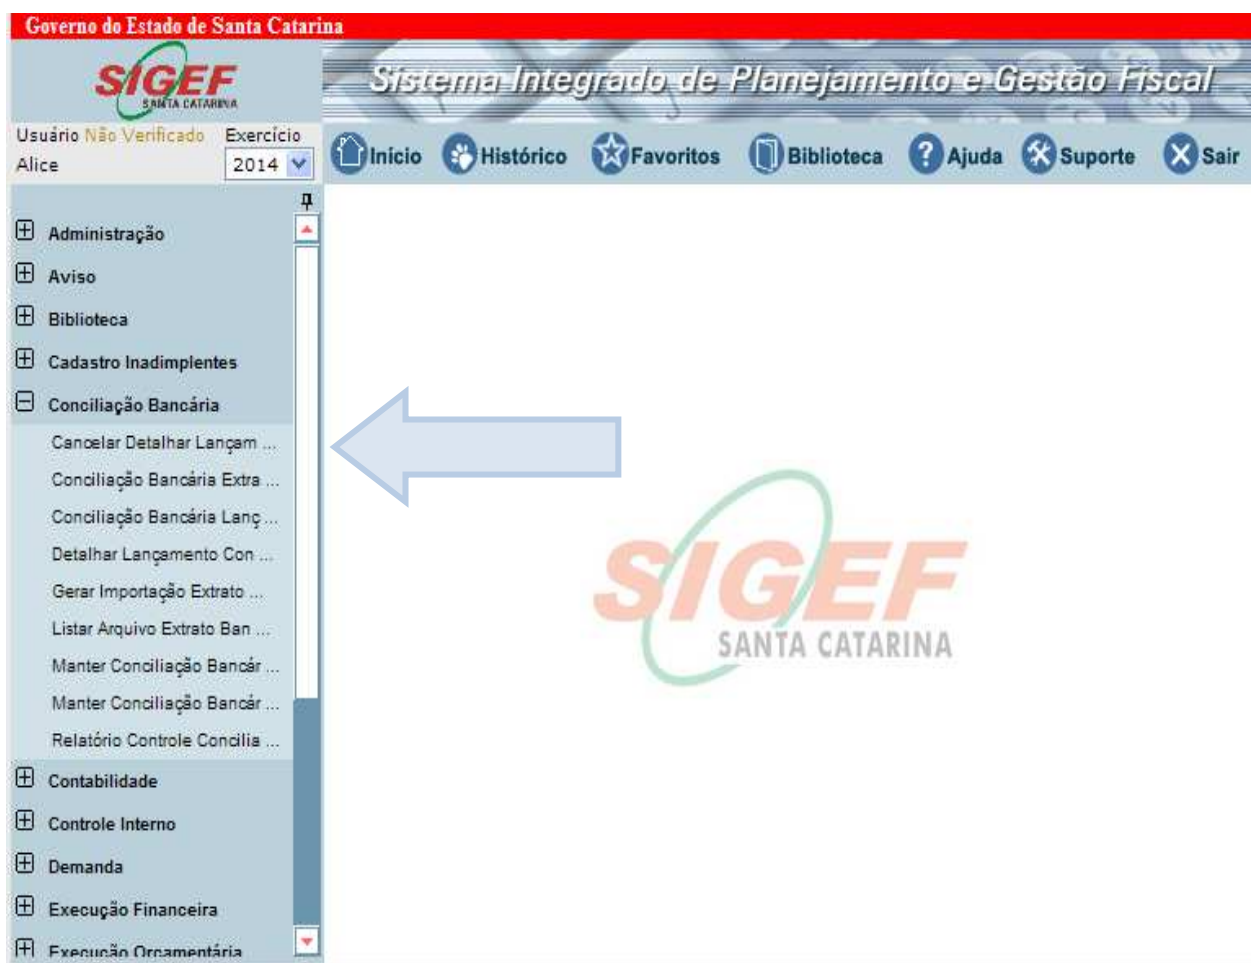 Governo do Estado de Santa Catarina
SIGEF
SANTA CATARINA
Sistema Integrado de Planejamento e Gestão Fiscal
Usuário Não Verificado Exercício
Alice 2014
Início Histórico Favoritos Biblioteca Ajuda Suporte Sair
Administração
Aviso
Biblioteca
Cadastro Inadimplentes
Conciliação Bancária
Cancelar Detalhar Lançam ...
Conciliação Bancária Extra ...
Conciliação Bancária Lanç ...
Detalhar Lançamento Con ...
Gerar Importação Extrato ...
Listar Arquivo Extrato Ban ...
Manter Conciliação Bancár ...
Manter Conciliação Bancár ...
Relatório Controle Concilia ...
Contabilidade
Controle Interno
Demanda
Execução Financeira
Execução Orçamentária
SIGEF
SANTA CATARINA